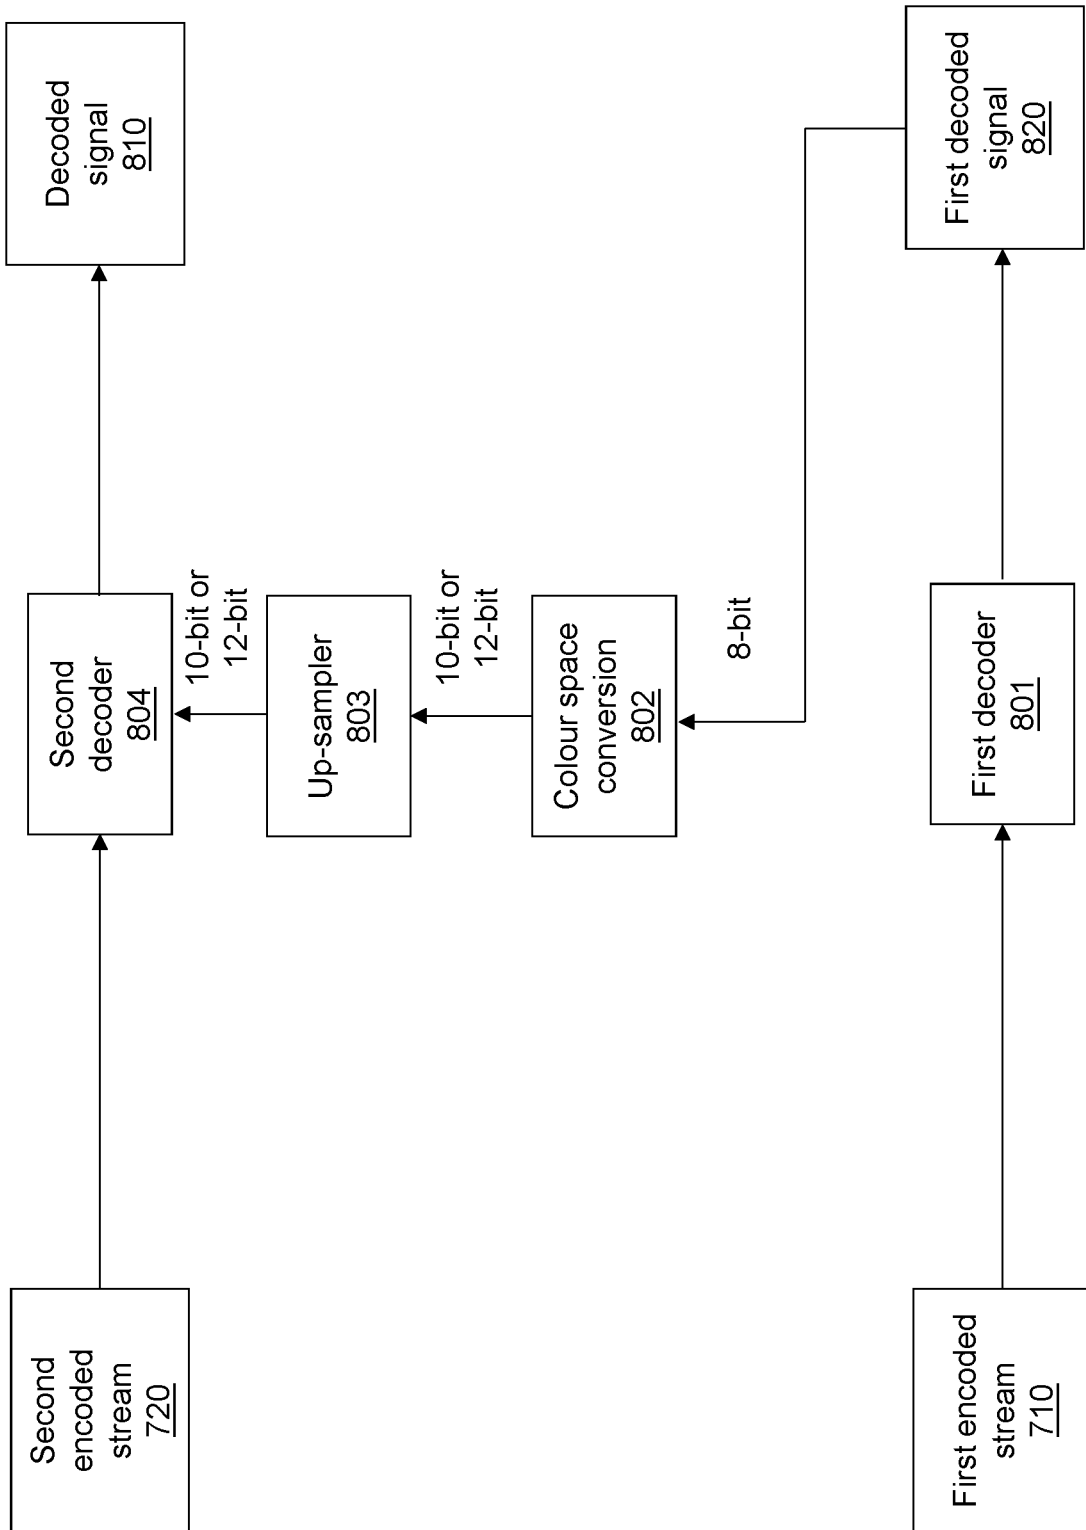 Second
encoded
stream
720
Second
decoder
804
Decoded
signal
810
10-bit or
12-bit
Up-sampler
803
10-bit or
12-bit
Colour space
conversion
802
8-bit
First encoded
stream
710
First decoder
801
First decoded
signal
820